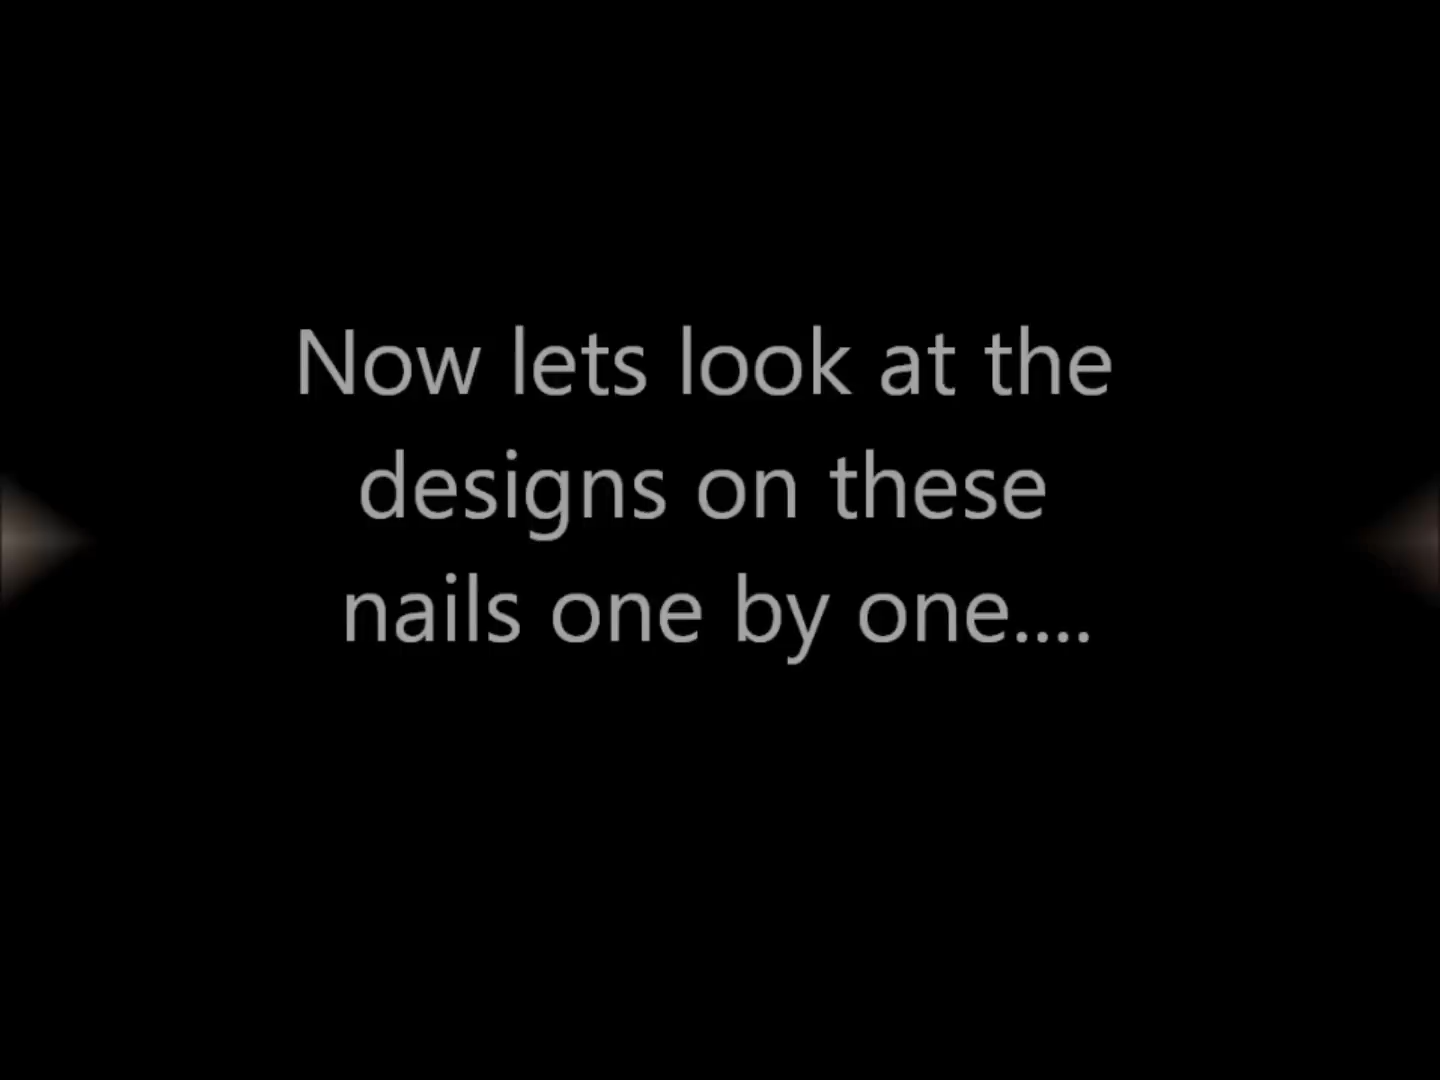 Now lets look at the
designs on these
nails one by one....